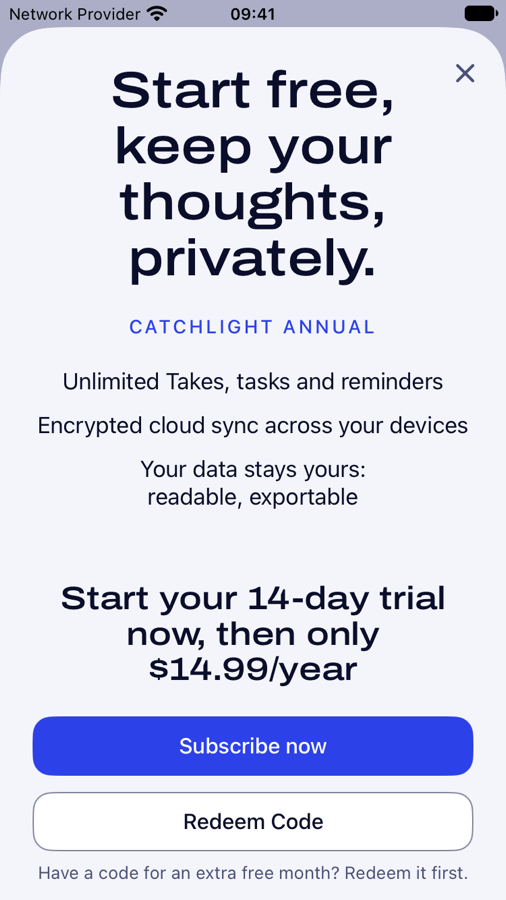 Network Provider 09:41
Start free,
keep your
thoughts,
privately.
CATCHLIGHT ANNUAL
Unlimited Takes, tasks and reminders
Encrypted cloud sync across your devices
Your data stays yours:
readable, exportable
Start your 14-day trial
now, then only
$14.99/year
Subscribe now
Redeem Code
Have a code for an extra free month? Redeem it first.